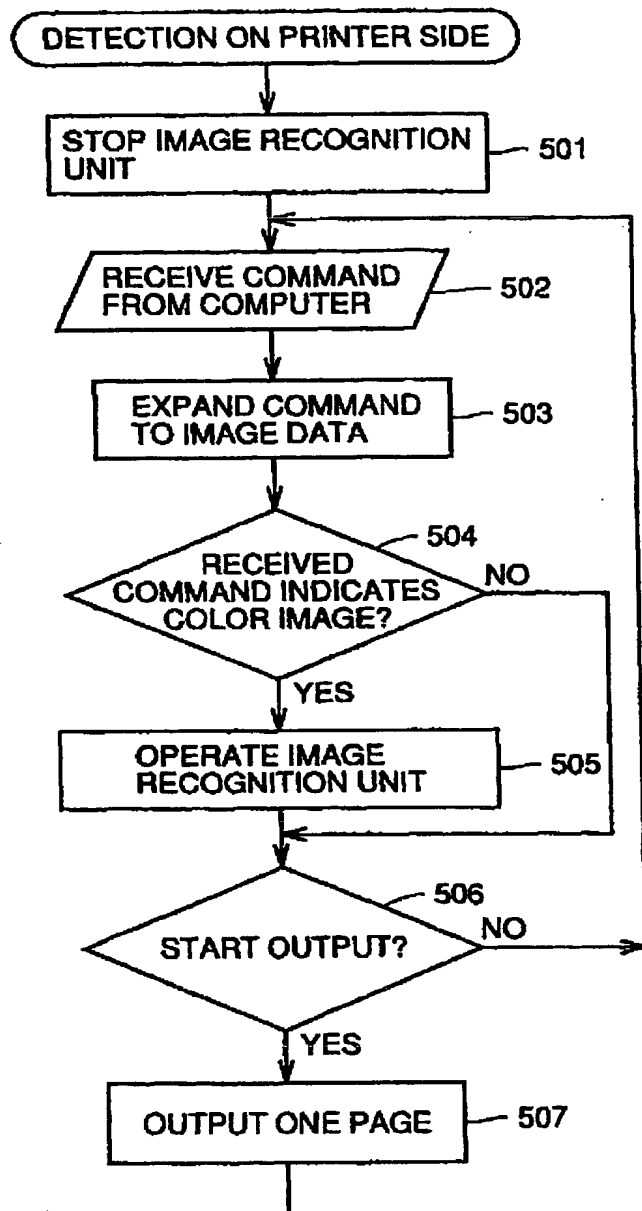 DETECTION ON PRINTER SIDE
STOP IMAGE RECOGNITION
UNIT
501
RECEIVE COMMAND
FROM COMPUTER
502
EXPAND COMMAND
TO IMAGE DATA
503
504
RECEIVED
COMMAND INDICATES
COLOR IMAGE?
NO
YES
OPERATE IMAGE
RECOGNITION UNIT
505
506
START OUTPUT?
NO
YES
OUTPUT ONE PAGE
507